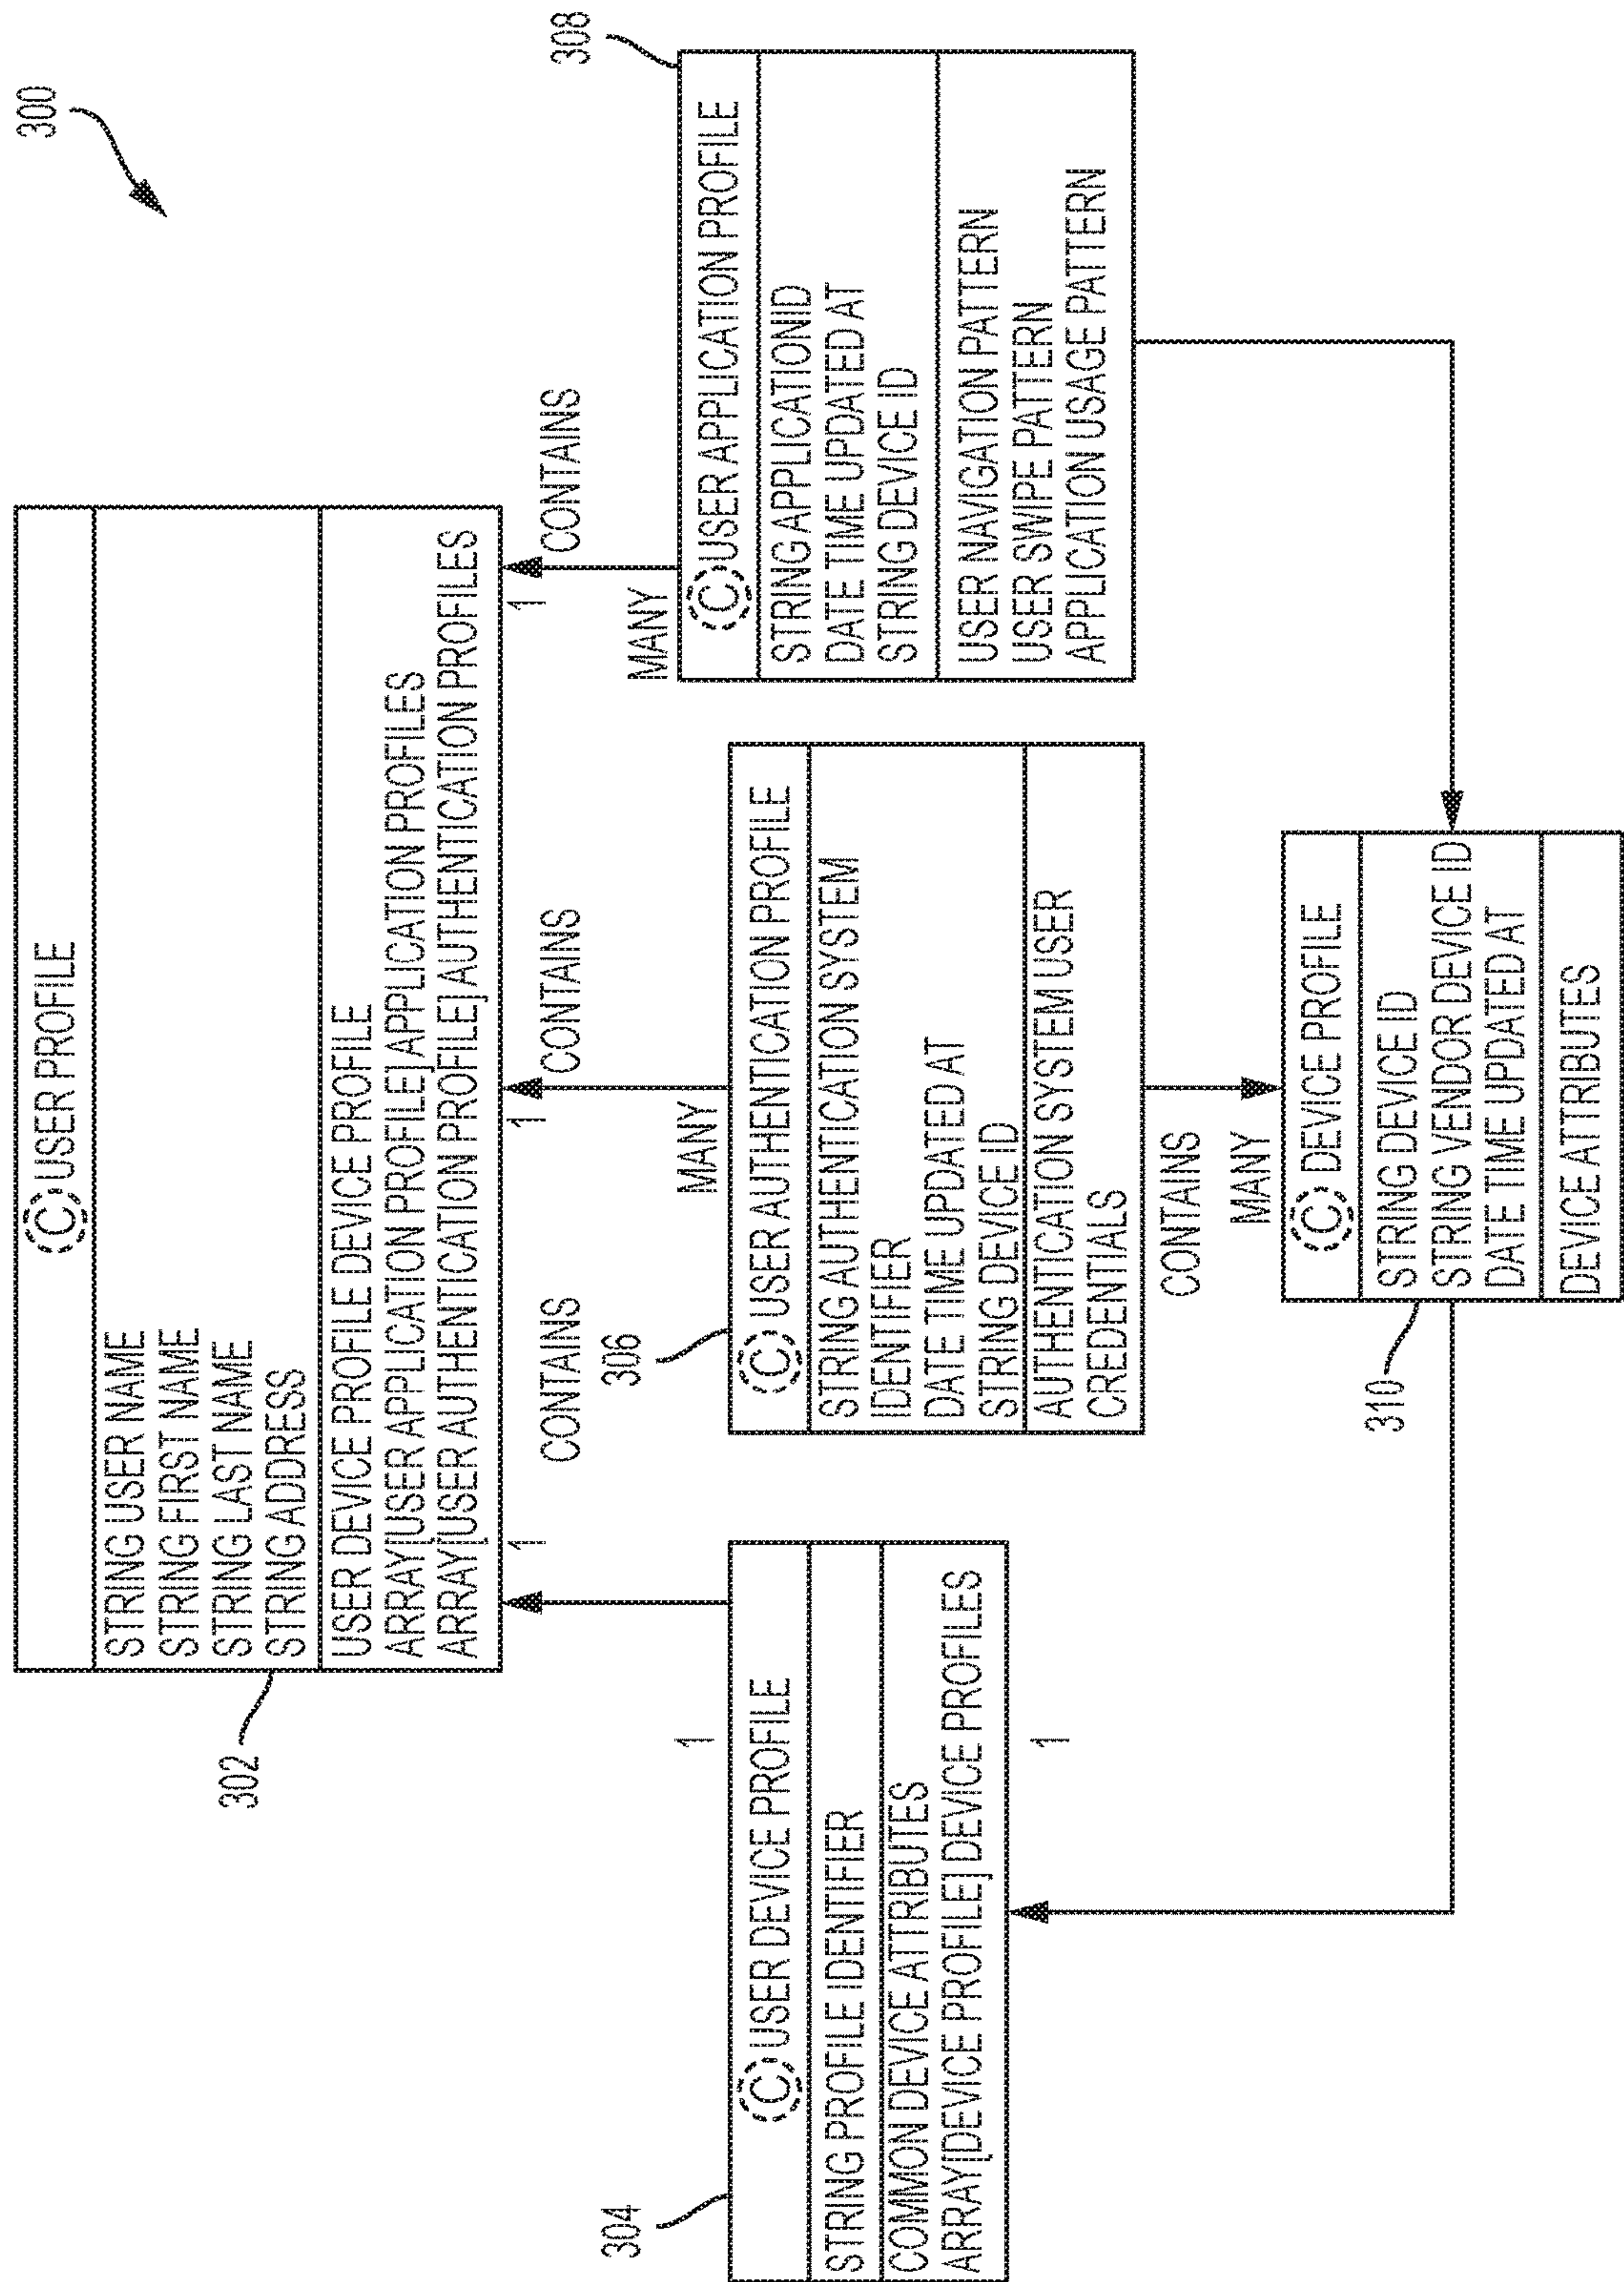 300
Ⓒ USER PROFILE
STRING USER NAME
STRING FIRST NAME
STRING LAST NAME
STRING ADDRESS
USER DEVICE PROFILE DEVICE PROFILE
ARRAY[USER APPLICATION PROFILE] APPLICATION PROFILES
ARRAY[USER AUTHENTICATION PROFILE] AUTHENTICATION PROFILES
302
1
CONTAINS
1
CONTAINS
1
CONTAINS
304
1
Ⓒ USER DEVICE PROFILE
STRING PROFILE IDENTIFIER
COMMON DEVICE ATTRIBUTES
ARRAY[DEVICE PROFILE] DEVICE PROFILES
1
306
MANY
Ⓒ USER AUTHENTICATION PROFILE
STRING AUTHENTICATION SYSTEM
IDENTIFIER
DATE TIME UPDATED AT
STRING DEVICE ID
AUTHENTICATION SYSTEM USER
CREDENTIALS
308
MANY
Ⓒ USER APPLICATION PROFILE
STRING APPLICATIONID
DATE TIME UPDATED AT
STRING DEVICE ID
USER NAVIGATION PATTERN
USER SWIPE PATTERN
APPLICATION USAGE PATTERN
CONTAINS
MANY
Ⓒ DEVICE PROFILE
STRING DEVICE ID
STRING VENDOR DEVICE ID
DATE TIME UPDATED AT
DEVICE ATTRIBUTES
310